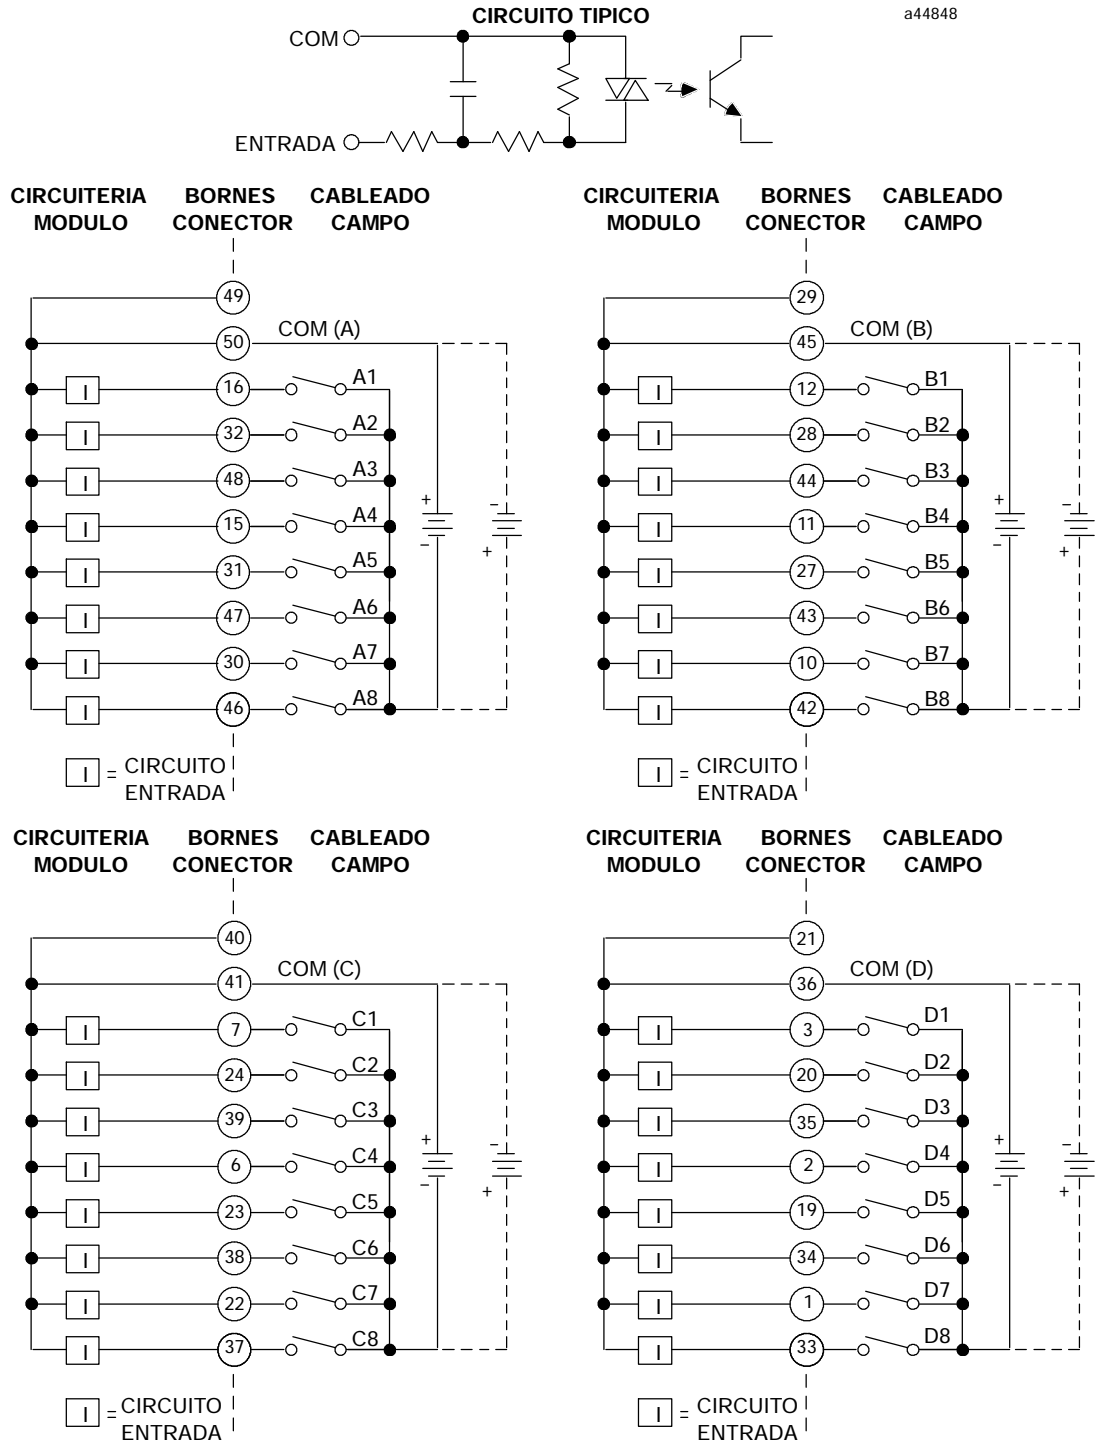 CIRCUITO TIPICO
a44848
COM
ENTRADA
CIRCUITERIA MODULO
BORNES CONECTOR
CABLEADO CAMPO
49
50 COM (A)
I 16 A1
I 32 A2
I 48 A3
I 15 A4
I 31 A5
I 47 A6
I 30 A7
I 46 A8
+ − − +
I = CIRCUITO
ENTRADA
CIRCUITERIA MODULO
BORNES CONECTOR
CABLEADO CAMPO
29
45 COM (B)
I 12 B1
I 28 B2
I 44 B3
I 11 B4
I 27 B5
I 43 B6
I 10 B7
I 42 B8
+ − − +
I = CIRCUITO
ENTRADA
CIRCUITERIA MODULO
BORNES CONECTOR
CABLEADO CAMPO
40
41 COM (C)
I 7 C1
I 24 C2
I 39 C3
I 6 C4
I 23 C5
I 38 C6
I 22 C7
I 37 C8
+ − − +
I = CIRCUITO
ENTRADA
CIRCUITERIA MODULO
BORNES CONECTOR
CABLEADO CAMPO
21
36 COM (D)
I 3 D1
I 20 D2
I 35 D3
I 2 D4
I 19 D5
I 34 D6
I 1 D7
I 33 D8
+ − − +
I = CIRCUITO
ENTRADA